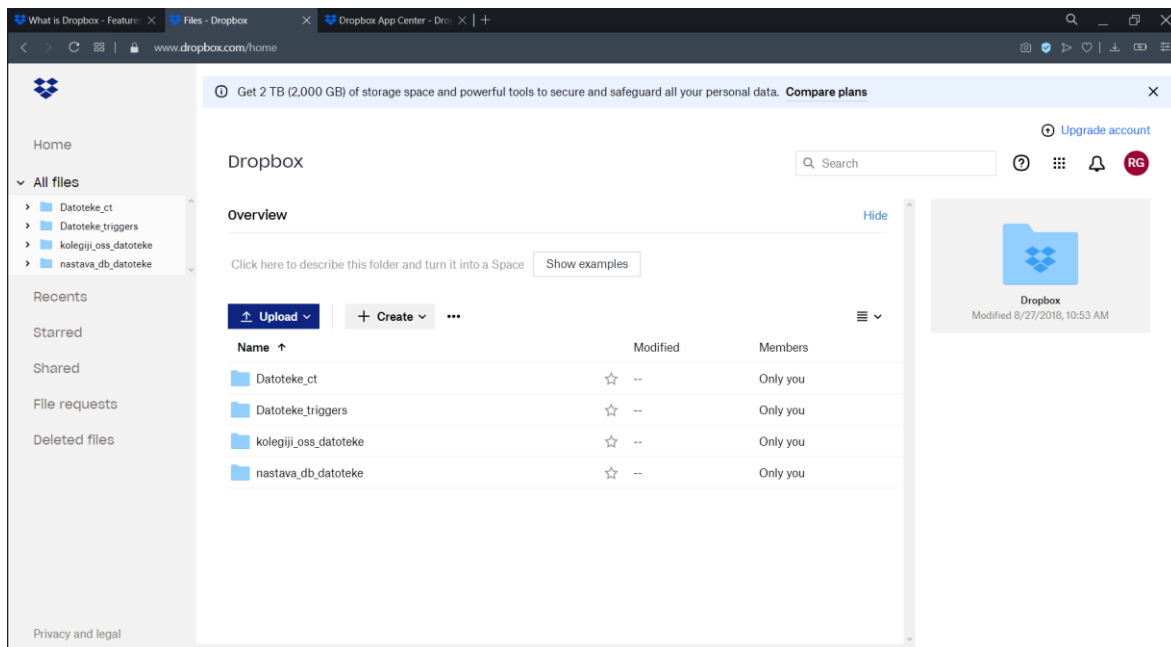 What is Dropbox - Feature
Files - Dropbox
Dropbox App Center - Dro
www.dropbox.com/home
Get 2 TB (2,000 GB) of storage space and powerful tools to secure and safeguard all your personal data. Compare plans
Upgrade account
Home
Dropbox
Search
RG
All files
Datoteke_ct
Datoteke_triggers
kolegiji_oss_datoteke
nastava_db_datoteke
Recents
Starred
Shared
File requests
Deleted files
Privacy and legal
Overview
Hide
Click here to describe this folder and turn it into a Space
Show examples
Upload
Create
Name Modified Members
Datoteke_ct -- Only you
Datoteke_triggers -- Only you
kolegiji_oss_datoteke -- Only you
nastava_db_datoteke -- Only you
Dropbox
Modified 8/27/2018, 10:53 AM